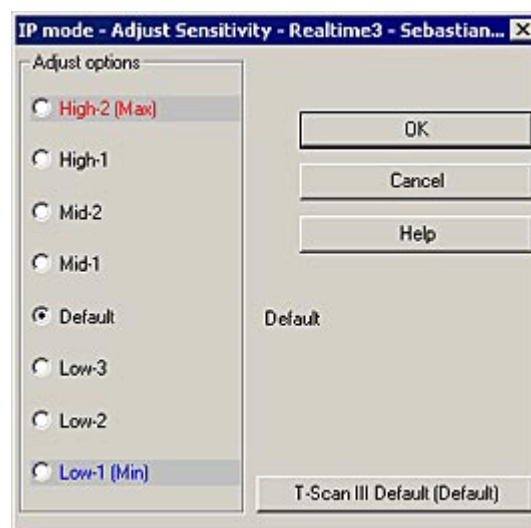 IP mode - Adjust Sensitivity - Realtime3 - Sebastian...
Adjust options
High-2 (Max)
High-1
Mid-2
Mid-1
Default
Low-3
Low-2
Low-1 (Min)
OK
Cancel
Help
Default
T-Scan III Default (Default)